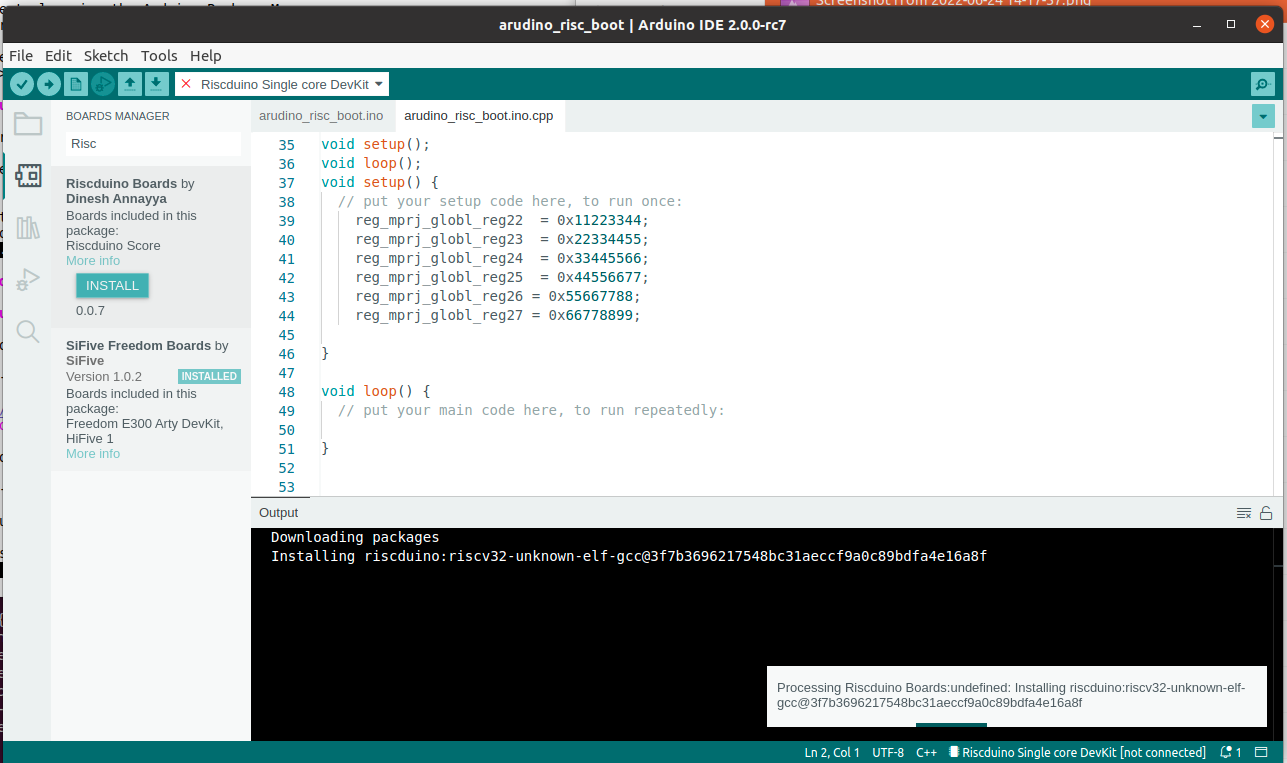 Screenshot from 2022-06-24 14-17-37.png
arudino_risc_boot | Arduino IDE 2.0.0-rc7
File Edit Sketch Tools Help
Riscduino Single core DevKit
BOARDS MANAGER
Risc
Riscduino Boards by
Dinesh Annayya
Boards included in this
package:
Riscduino Score
More info
INSTALL
0.0.7
SiFive Freedom Boards by
SiFive
Version 1.0.2 INSTALLED
Boards included in this
package:
Freedom E300 Arty DevKit,
HiFive 1
More info
arudino_risc_boot.ino arudino_risc_boot.ino.cpp
35 void setup();
36 void loop();
37 void setup() {
38 // put your setup code here, to run once:
39 reg_mprj_globl_reg22 = 0x11223344;
40 reg_mprj_globl_reg23 = 0x22334455;
41 reg_mprj_globl_reg24 = 0x33445566;
42 reg_mprj_globl_reg25 = 0x44556677;
43 reg_mprj_globl_reg26 = 0x55667788;
44 reg_mprj_globl_reg27 = 0x66778899;
45
46 }
47
48 void loop() {
49 // put your main code here, to run repeatedly:
50
51 }
52
53
Output
Downloading packages
Installing riscduino:riscv32-unknown-elf-gcc@3f7b3696217548bc31aeccf9a0c89bdfa4e16a8f
Processing Riscduino Boards:undefined: Installing riscduino:riscv32-unknown-elf-
gcc@3f7b3696217548bc31aeccf9a0c89bdfa4e16a8f
Ln 2, Col 1 UTF-8 C++ Riscduino Single core DevKit [not connected] 1